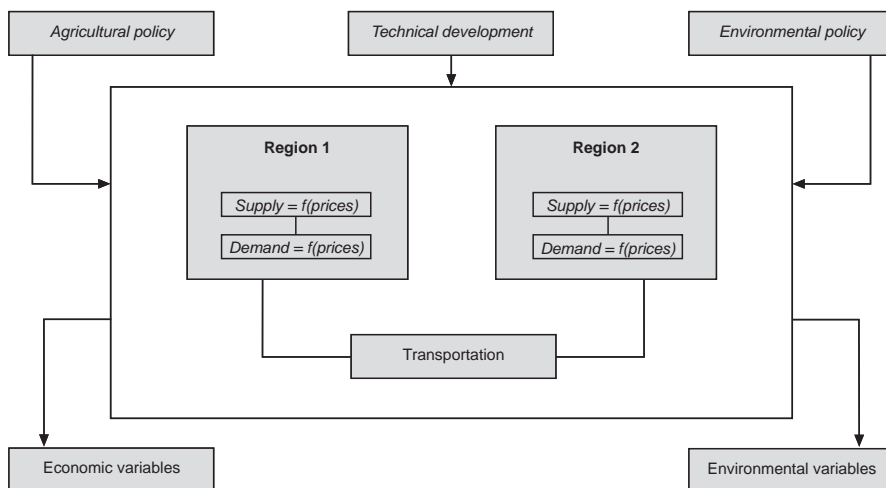 Agricultural policy
Technical development
Environmental policy
Region 1
Region 2
Supply = f(prices)
Supply = f(prices)
Demand = f(prices)
Demand = f(prices)
Transportation
Economic variables
Environmental variables